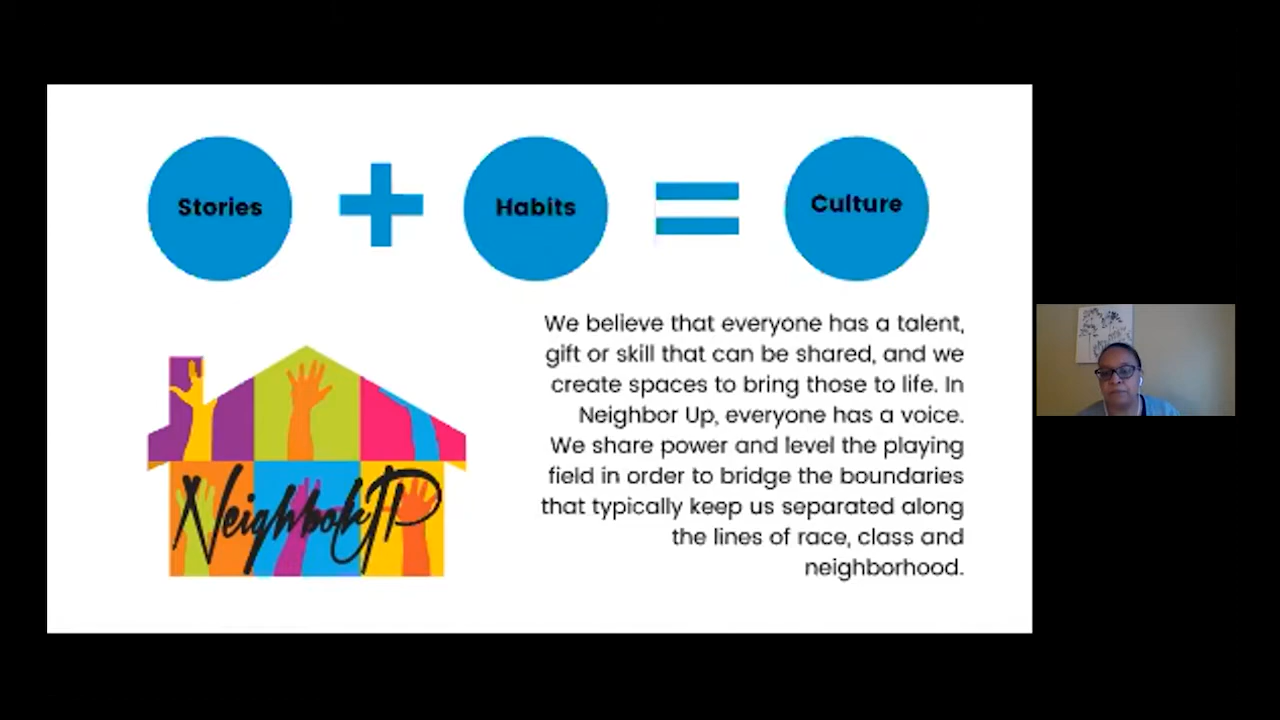 Stories
Habits
Culture
We believe that everyone has a talent,
gift or skill that can be shared, and we
create spaces to bring those to life. In
Neighbor Up, everyone has a voice.
We share power and level the playing
field in order to bridge the boundaries
that typically keep us separated along
the lines of race, class and
neighborhood.
NeighborUP